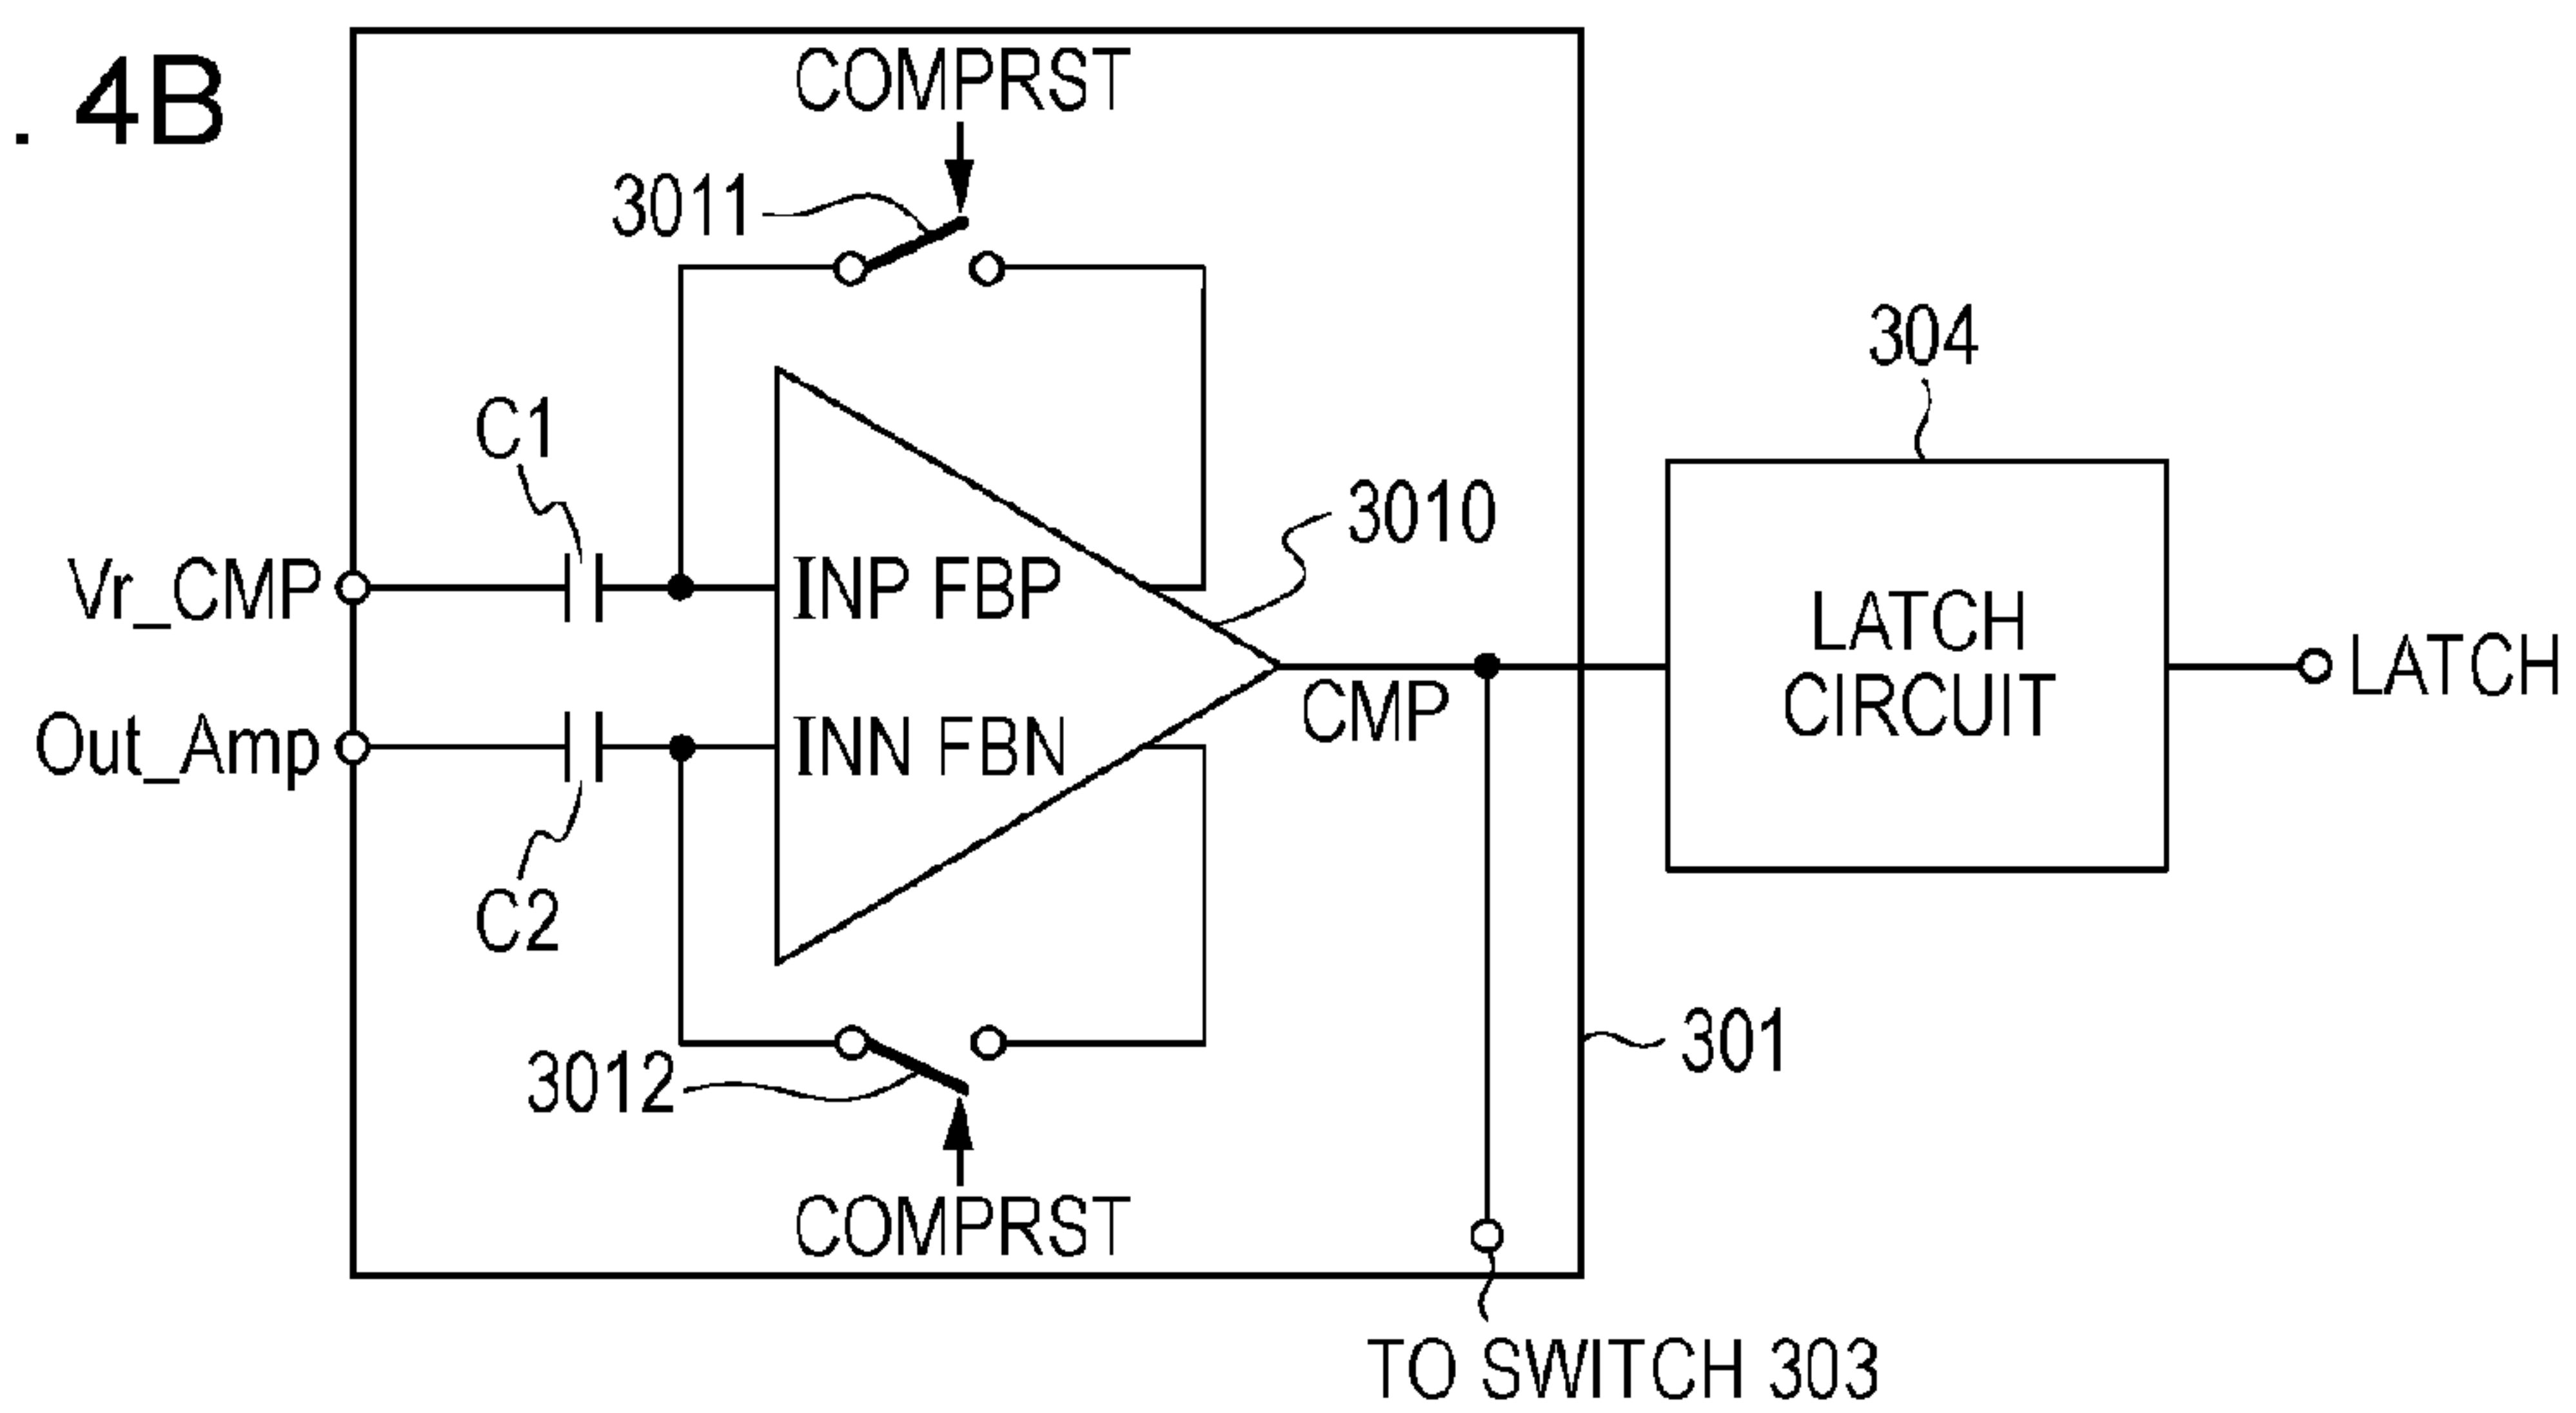 . 4B
COMPRST
3011
304
C1
3010
Vr_CMP
INP FBP
LATCH
CIRCUIT
LATCH
Out_Amp
INN FBN
CMP
C2
3012
301
COMPRST
TO SWITCH 303